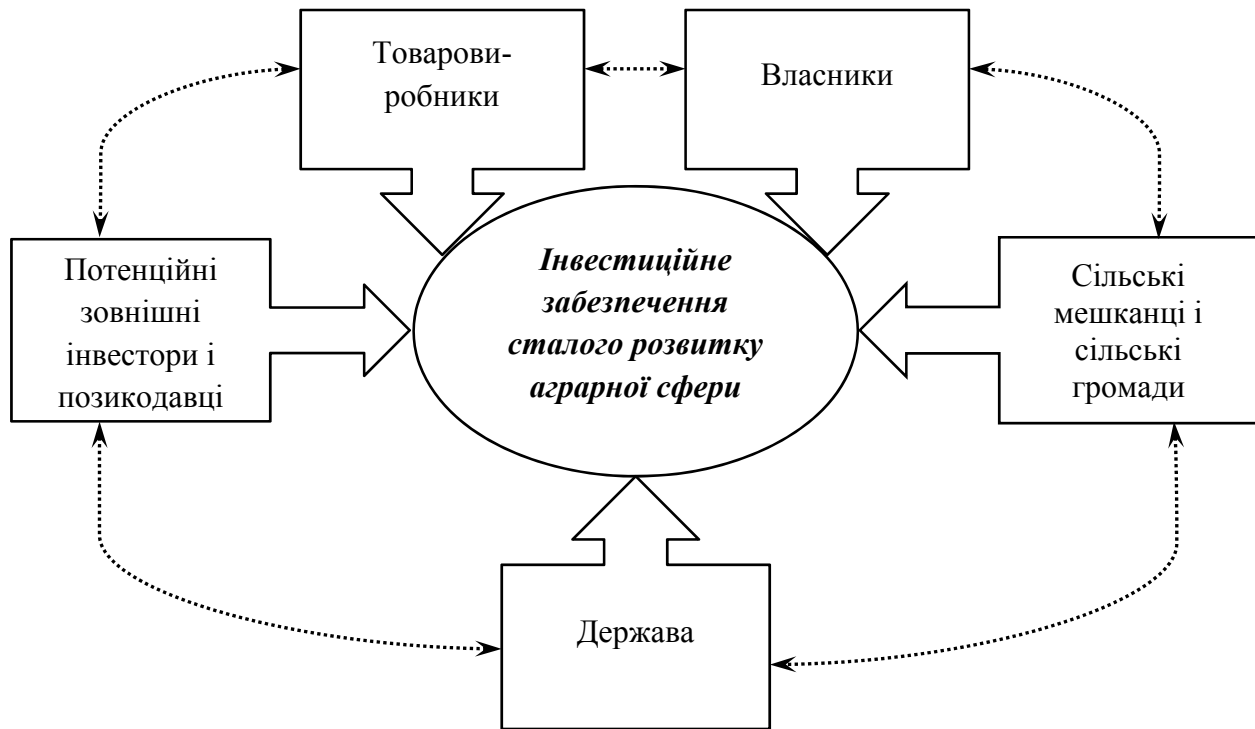 Товарови-
робники
Власники
Потенційні
зовнішні
інвестори і
позикодавці
Інвестиційне
забезпечення
сталого розвитку
аграрної сфери
Сільські
мешканці і
сільські
громади
Держава